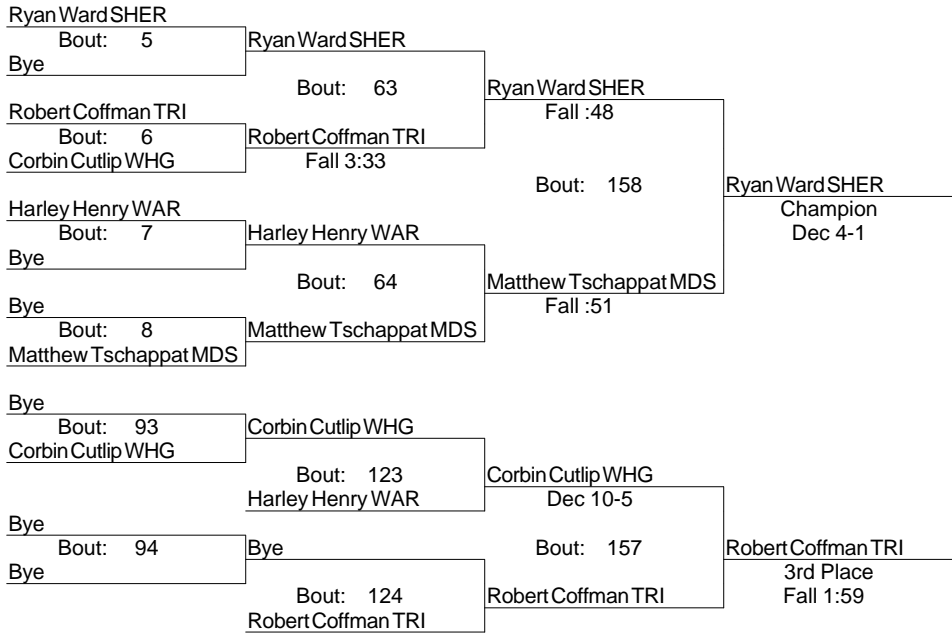 Ryan Ward SHER
Bout: 5
Ryan Ward SHER
Bye
Bout: 63
Ryan Ward SHER
Robert Coffman TRI
Fall :48
Bout: 6
Robert Coffman TRI
Corbin Cutlip WHG
Fall 3:33
Bout: 158
Ryan Ward SHER
Harley Henry WAR
Champion
Bout: 7
Harley Henry WAR
Dec 4-1
Bye
Bout: 64
Matthew Tschappat MDS
Bye
Fall :51
Bout: 8
Matthew Tschappat MDS
Matthew Tschappat MDS
Bye
Bout: 93
Corbin Cutlip WHG
Corbin Cutlip WHG
Bout: 123
Corbin Cutlip WHG
Harley Henry WAR
Dec 10-5
Bye
Bout: 94
Bye
Bout: 157
Robert Coffman TRI
Bye
3rd Place
Bout: 124
Robert Coffman TRI
Fall 1:59
Robert Coffman TRI